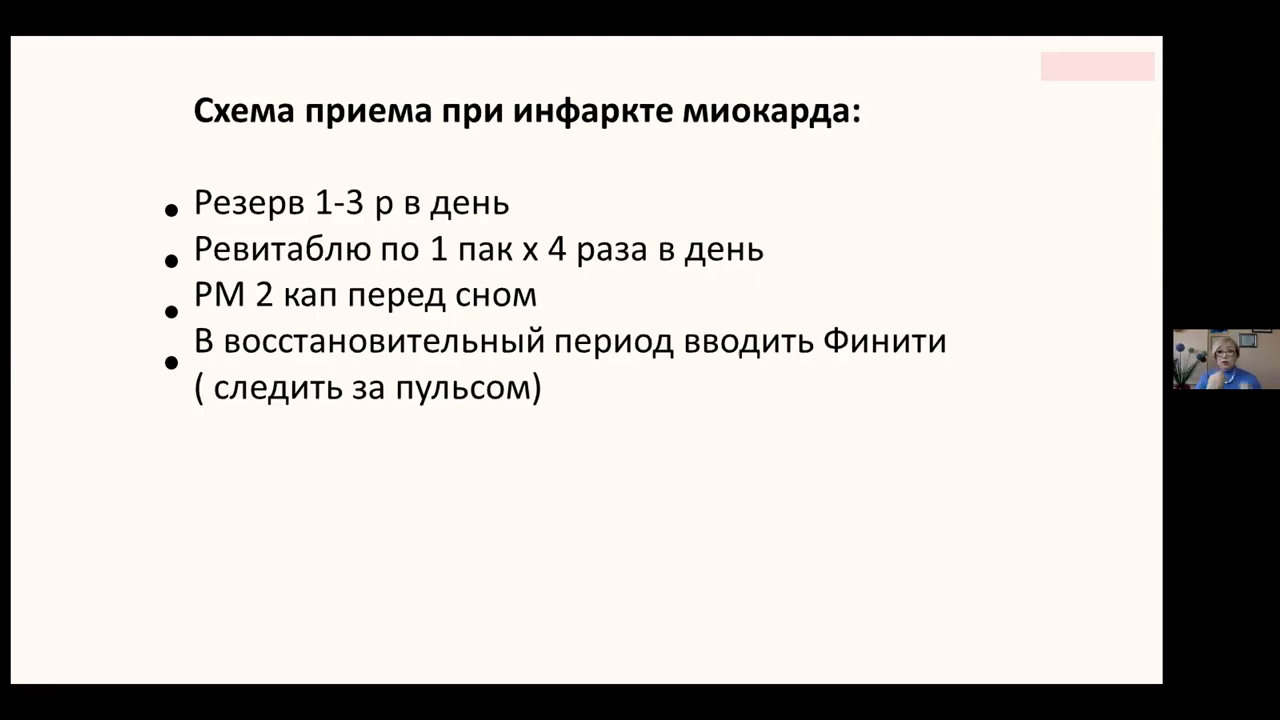 Схема приема при инфаркте миокарда:
Резерв 1-3 р в день
Ревитаблю по 1 пак х 4 раза в день
РМ 2 кап перед сном
В восстановительный период вводить Финити
( следить за пульсом)